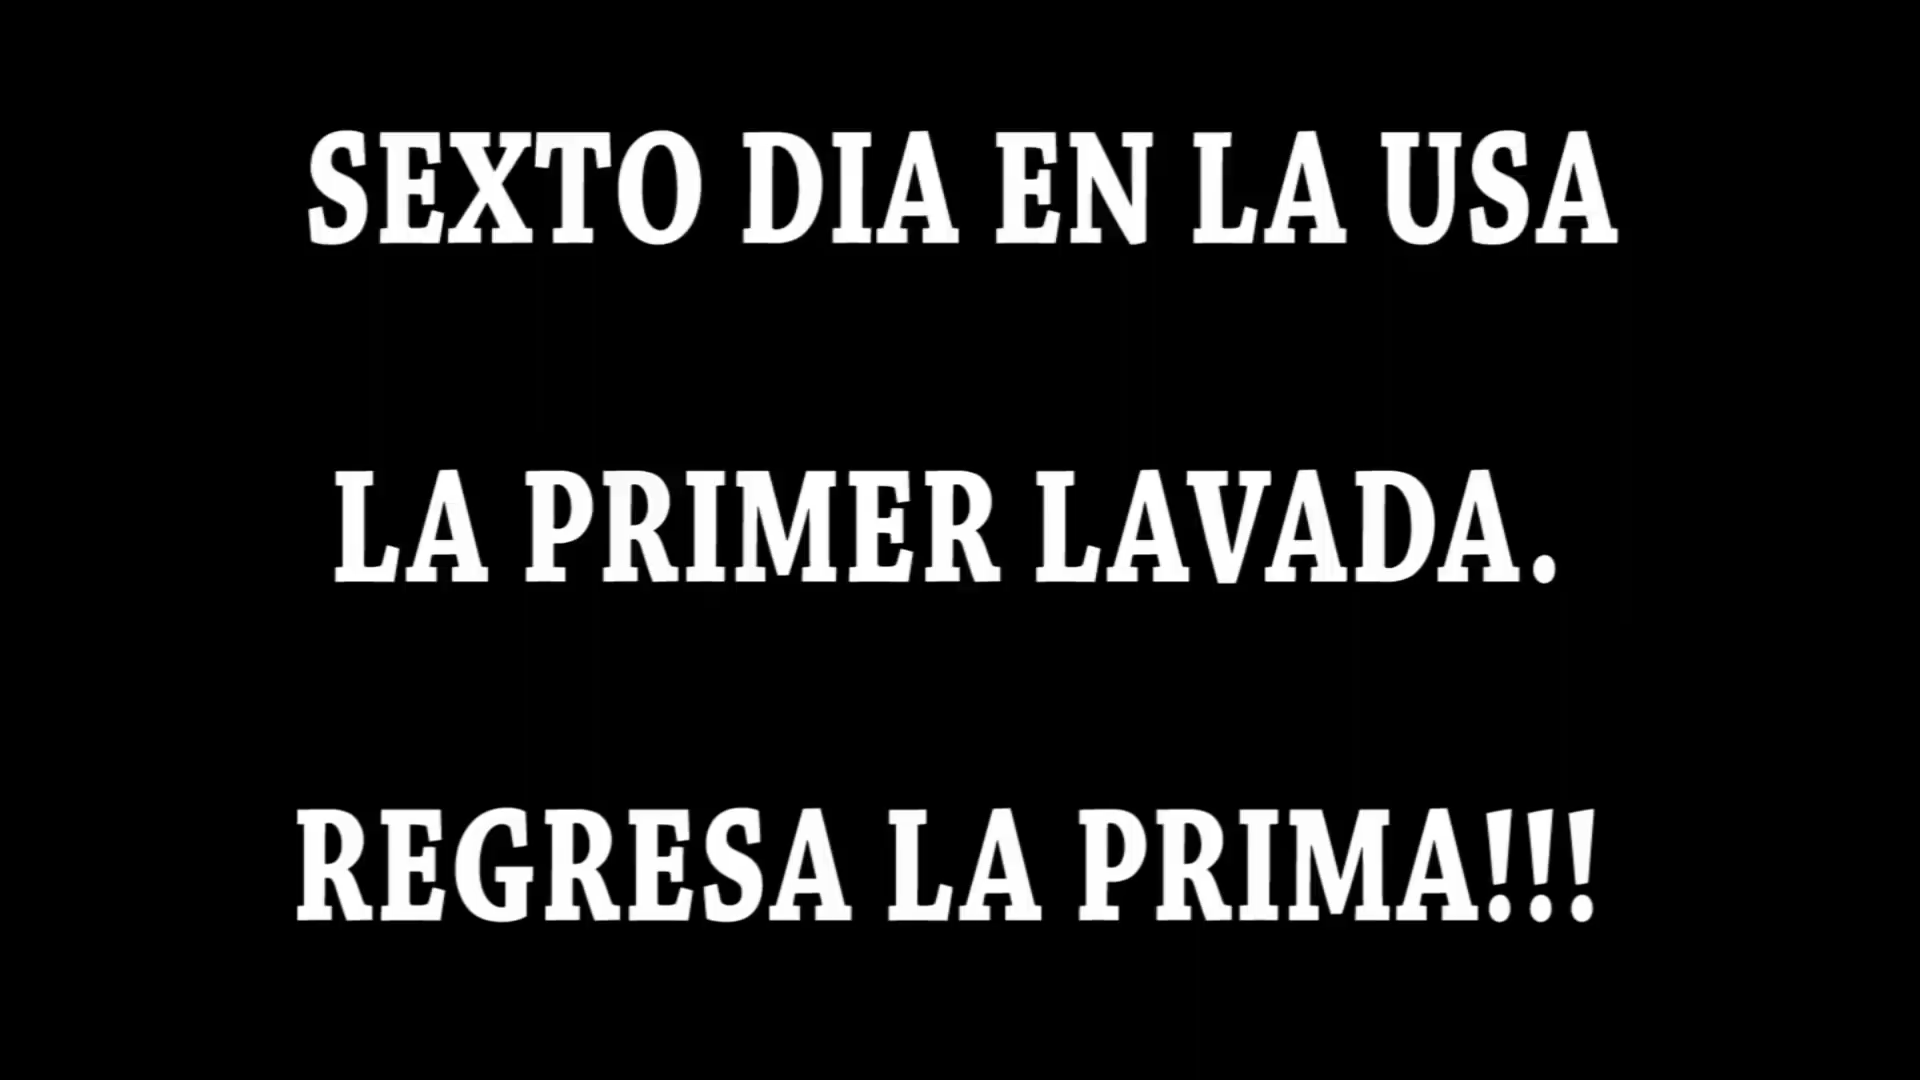 SEXTO DIA EN LA USA
LA PRIMER LAVADA.
REGRESA LA PRIMA!!!